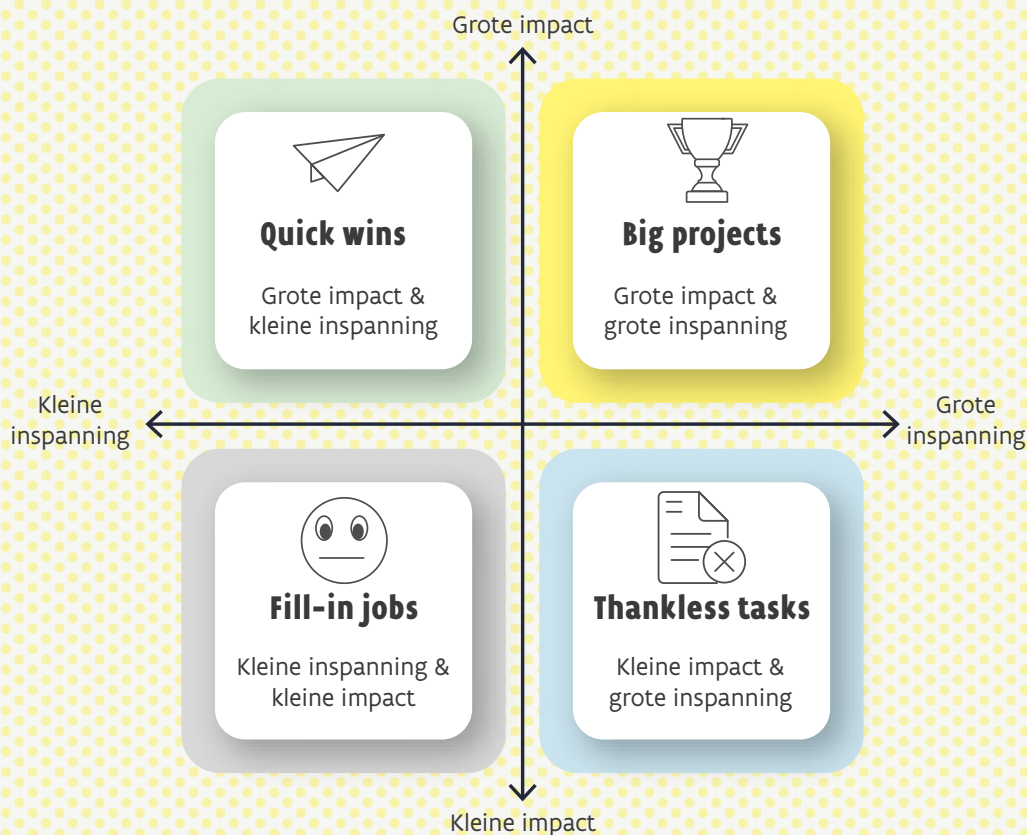 Grote impact
Quick wins
Grote impact &
kleine inspanning
Big projects
Grote impact &
grote inspanning
Kleine
inspanning
Grote
inspanning
Fill-in jobs
Kleine inspanning &
kleine impact
Thankless tasks
Kleine impact &
grote inspanning
Kleine impact